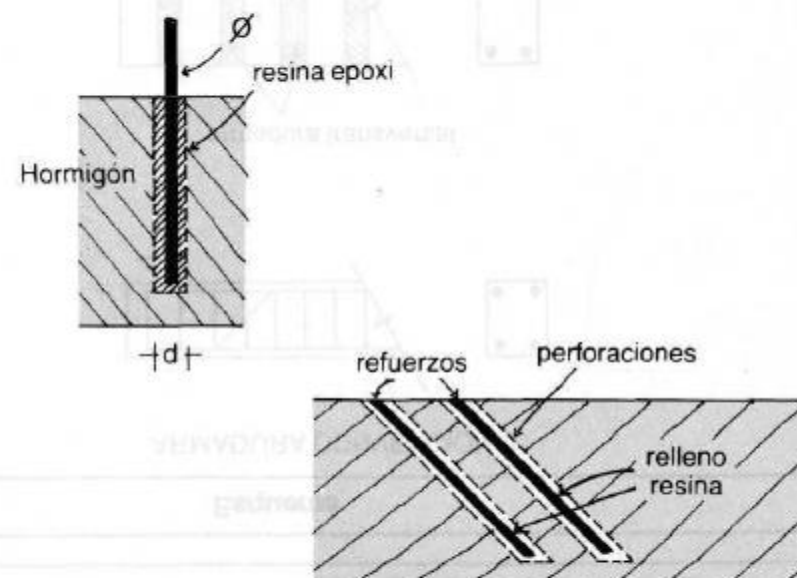 Ø
resina epoxi
Hormigón
d
refuerzos
perforaciones
relleno
resina